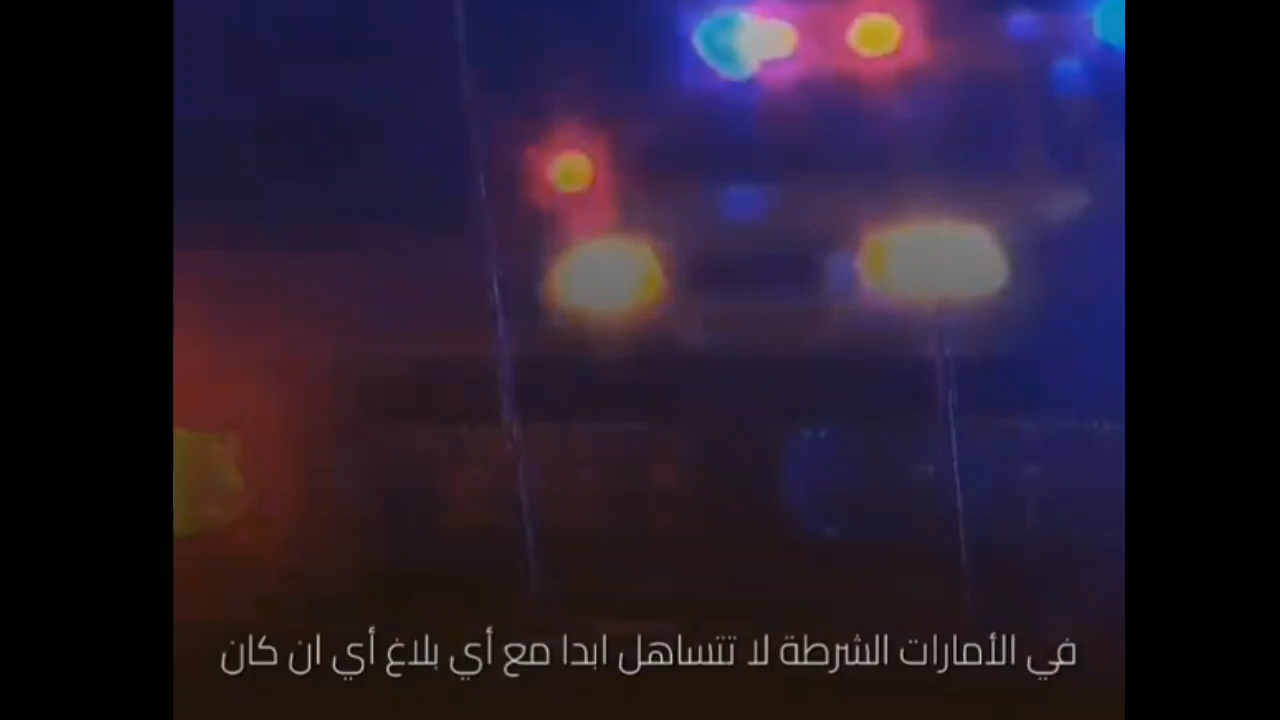 في الأمارات الشرطة لا تتساهل ابدا مع أي بلاغ أي ان كان